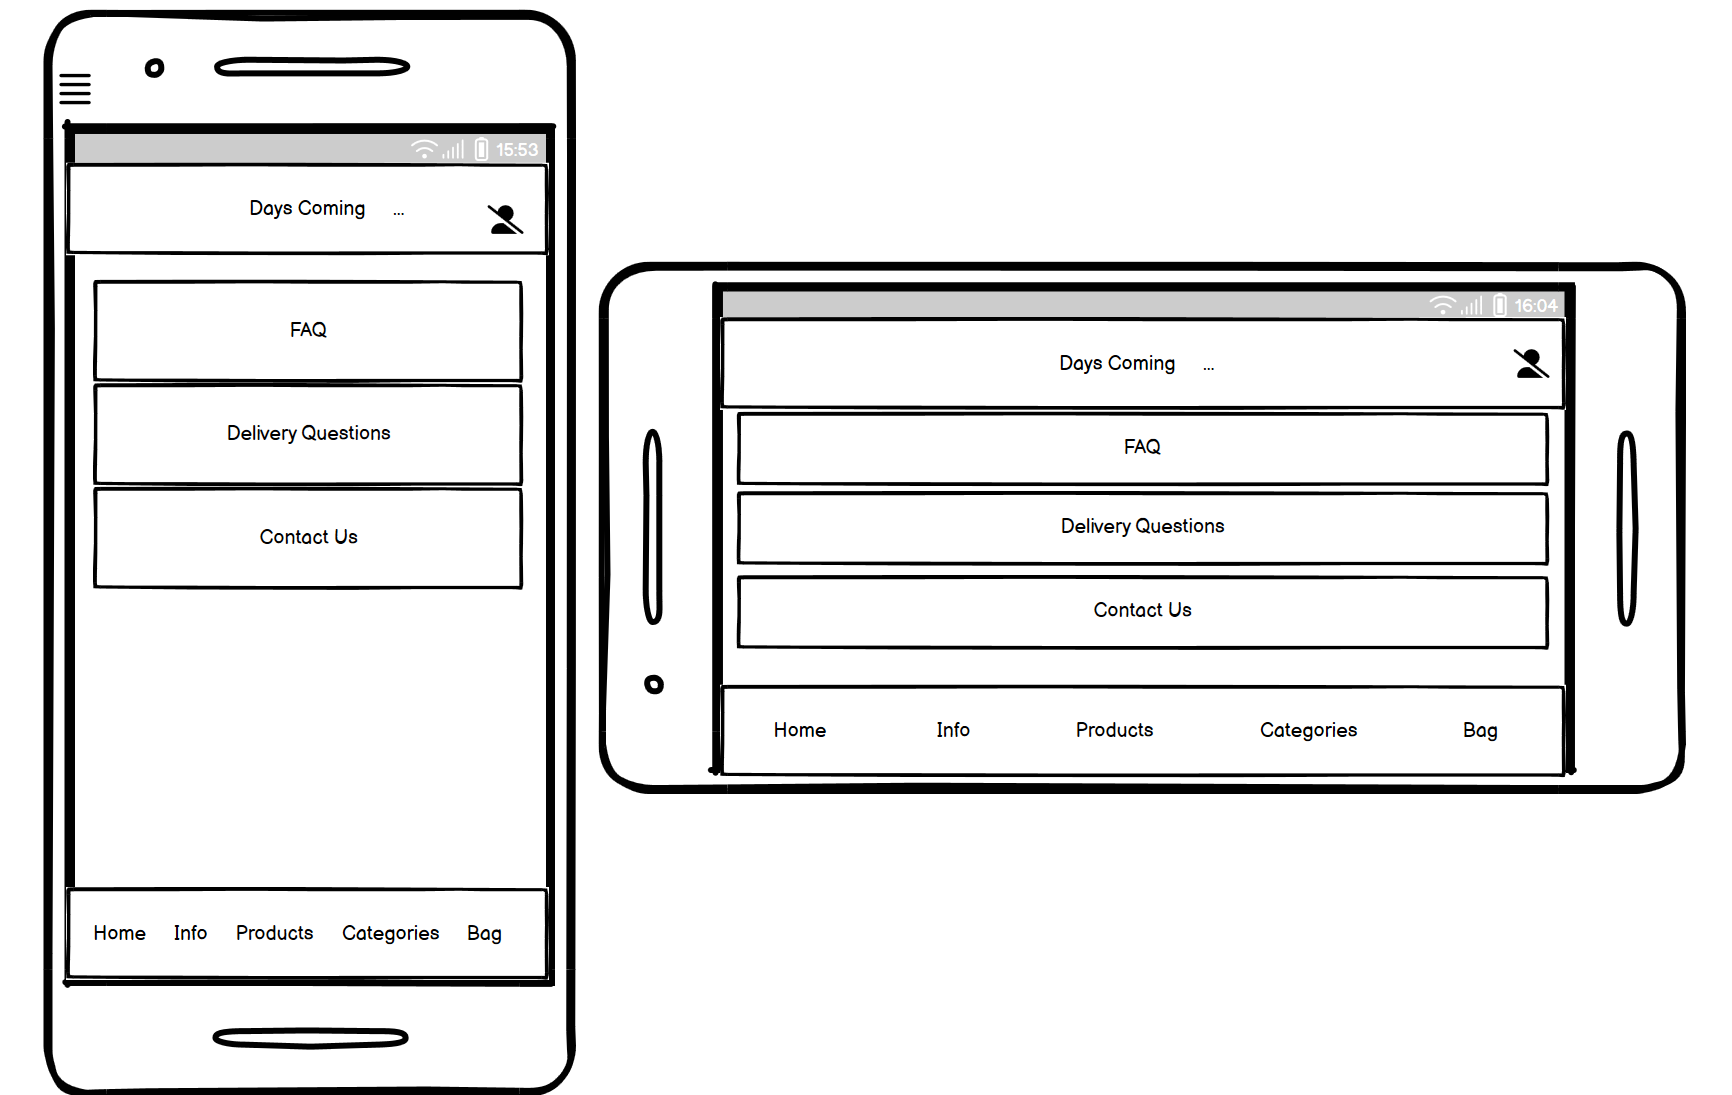 15:53
Days Coming ...
FAQ
Delivery Questions
Contact Us
Home Info Products Categories Bag
16:04
Days Coming ...
FAQ
Delivery Questions
Contact Us
Home Info Products Categories Bag